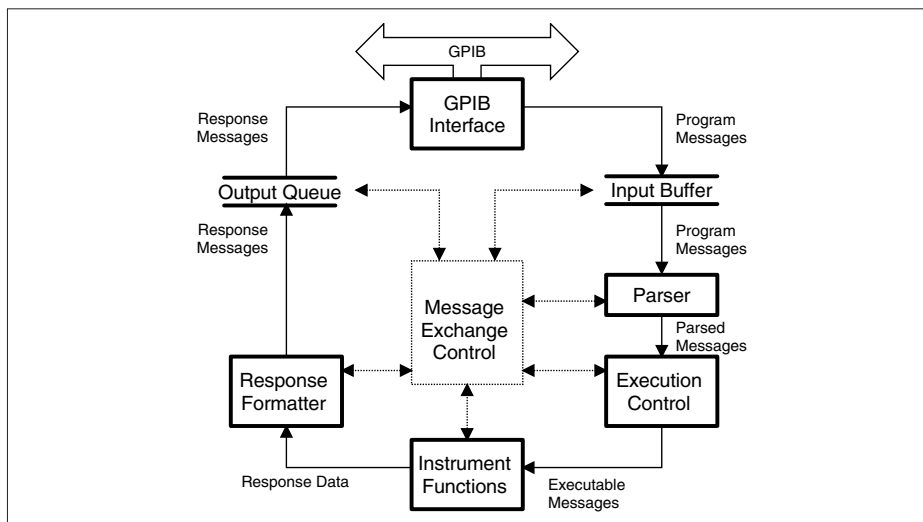 GPIB
GPIB
Interface
Response
Messages
Program
Messages
Output Queue
Input Buffer
Response
Messages
Program
Messages
Message
Exchange
Control
Parser
Parsed
Messages
Response
Formatter
Execution
Control
Response Data
Instrument
Functions
Executable
Messages